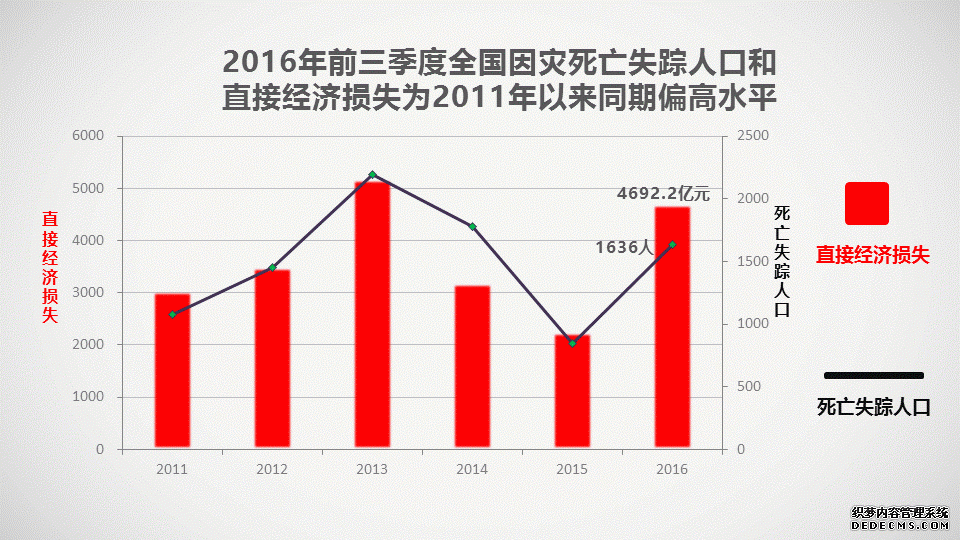 2016年前三季度全国因灾死亡失踪人口和
直接经济损失为2011年以来同期偏高水平
6000
5000
4000
3000
2000
1000
0
2500
2000
1500
1000
500
0
直接经济损失
死亡失踪人口
4692.2亿元
1636人
2011
2012
2013
2014
2015
2016
直接经济损失
死亡失踪人口
织梦内容管理系统
DEDECMS.COM